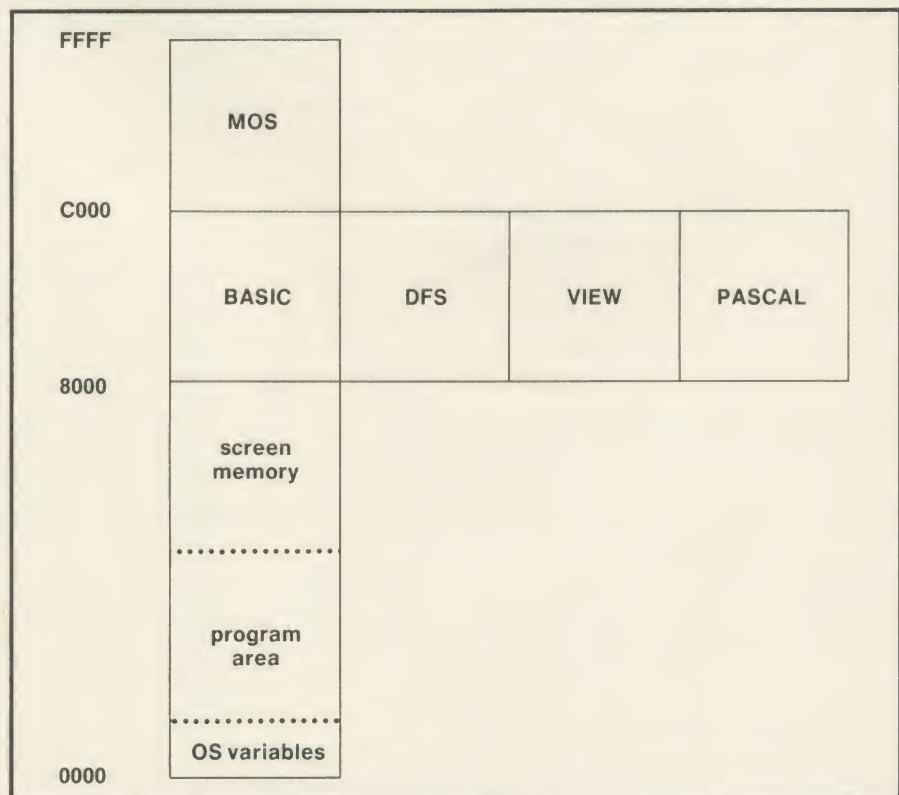 FFFF
MOS
C000
BASIC DFS VIEW PASCAL
8000
screen
memory
program
area
OS variables
0000